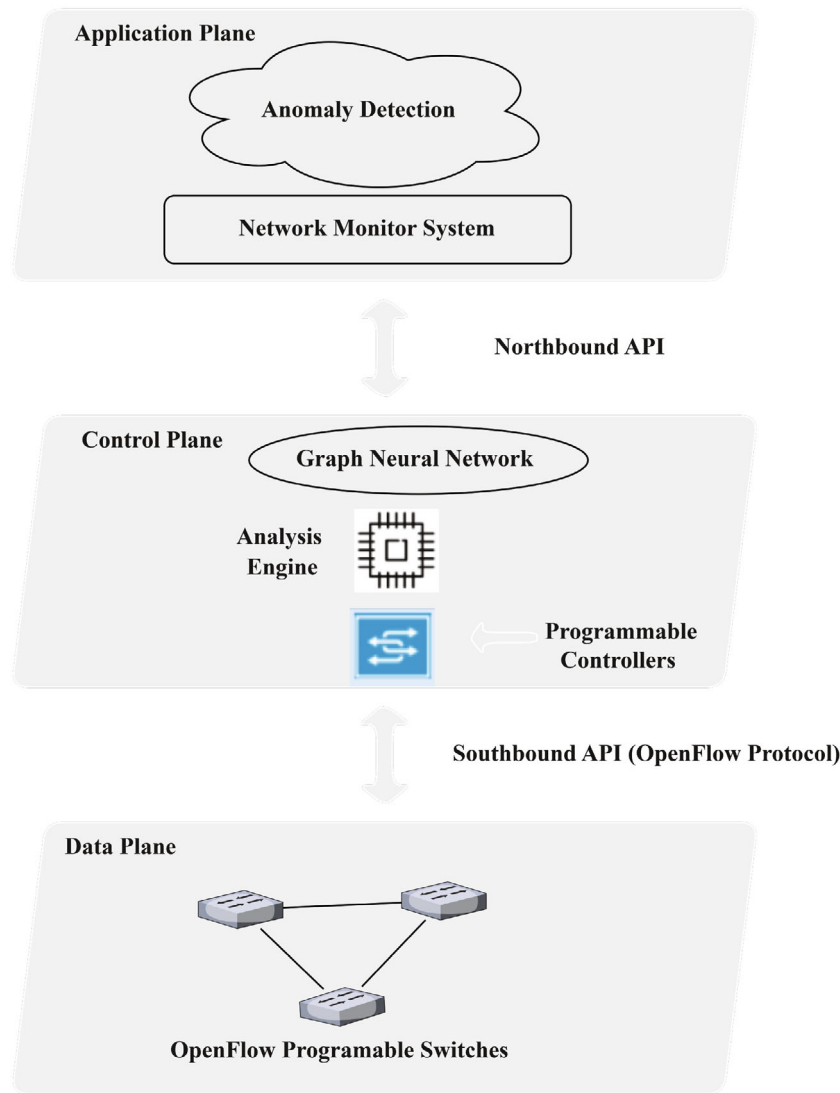 Application Plane
Anomaly Detection
Network Monitor System
Northbound API
Control Plane
Graph Neural Network
Analysis
Engine
Programmable
Controllers
Southbound API (OpenFlow Protocol)
Data Plane
OpenFlow Programable Switches